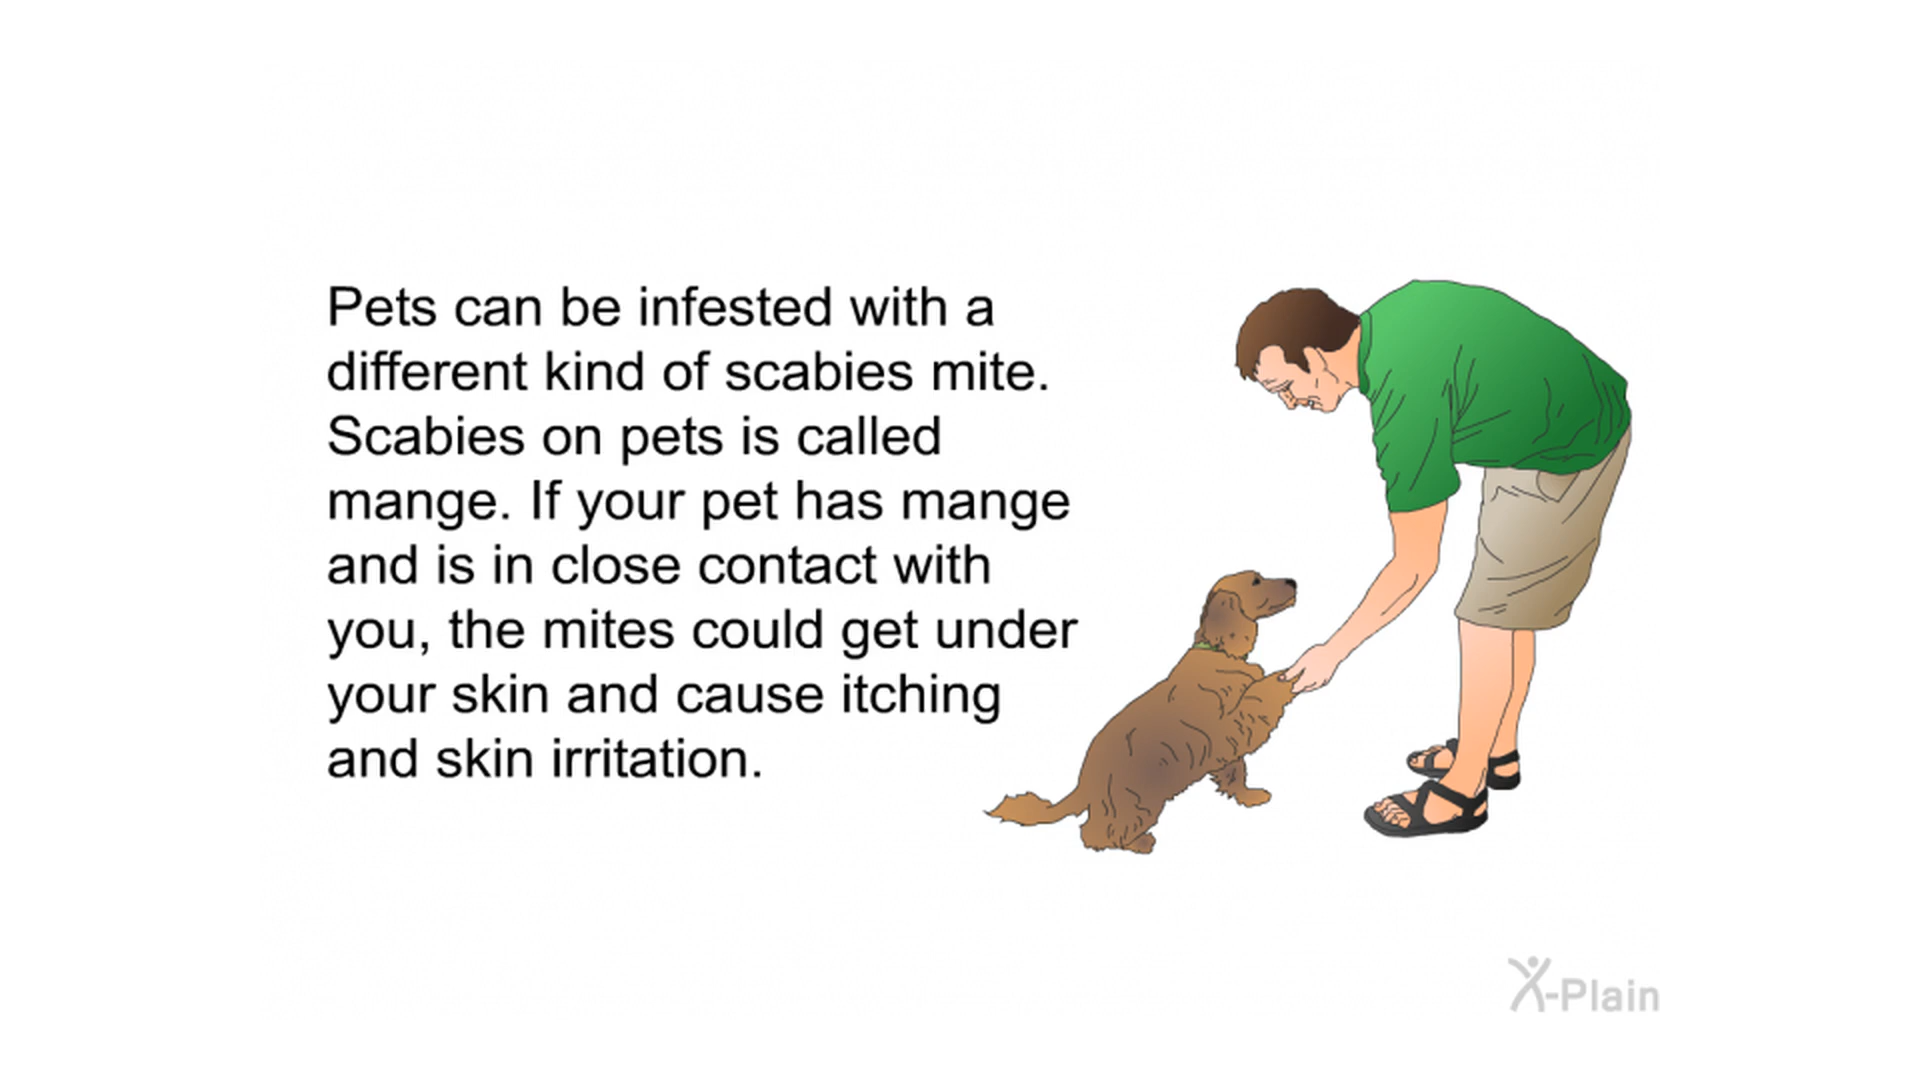 Pets can be infested with a
different kind of scabies mite.
Scabies on pets is called
mange. If your pet has mange
and is in close contact with
you, the mites could get under
your skin and cause itching
and skin irritation.
X-Plain